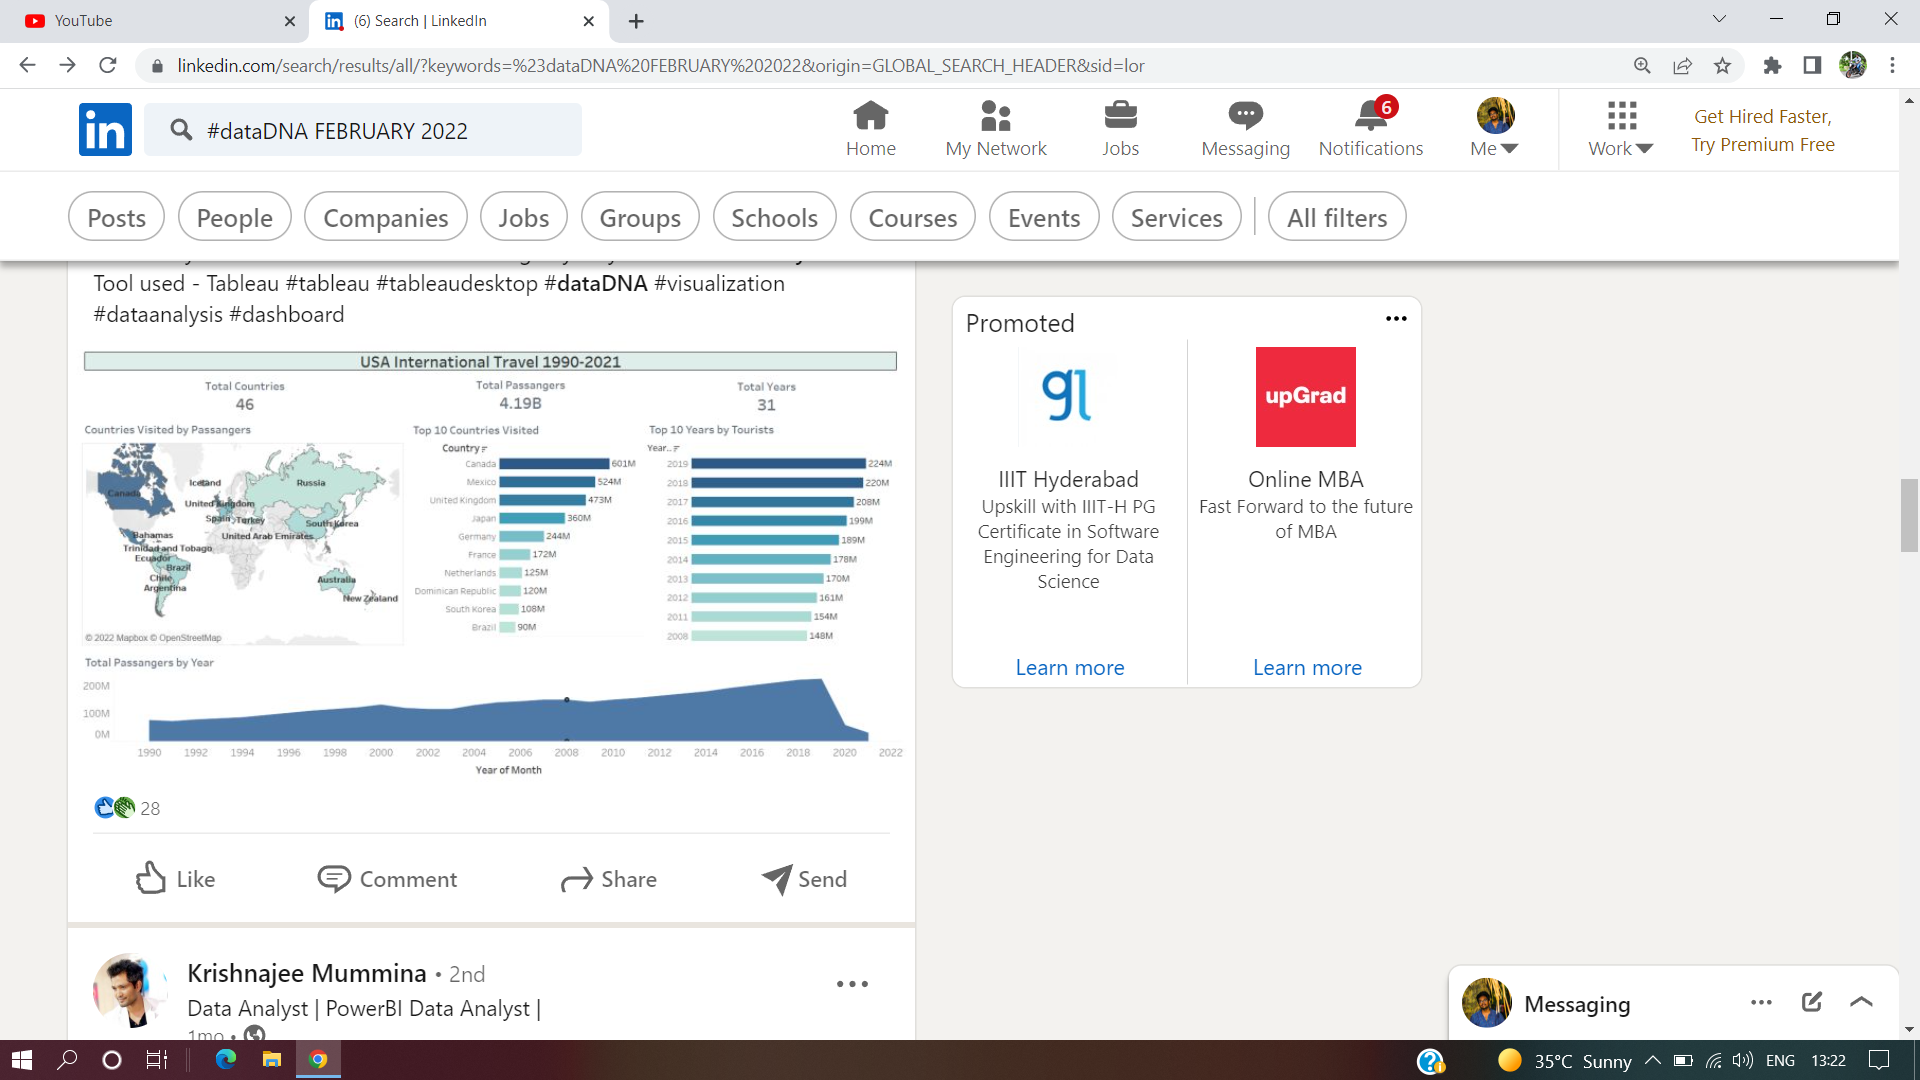 YouTube
(6) Search | LinkedIn
linkedin.com/search/results/all/?keywords=%23dataDNA%20FEBRUARY%202022&origin=GLOBAL_SEARCH_HEADER&sid=lor
in
#dataDNA FEBRUARY 2022
Home
My Network
Jobs
Messaging
6
Notifications
Me
Work
Get Hired Faster,
Try Premium Free
Posts
People
Companies
Jobs
Groups
Schools
Courses
Events
Services
All filters
Tool used - Tableau #tableau #tableaudesktop #dataDNA #visualization
#dataanalysis #dashboard
USA International Travel 1990-2021
Total Countries
46
Total Passangers
4.19B
Total Years
31
Countries Visited by Passangers
Canada
Iceland
Russia
United Kingdom
Spain
Turkey
South Korea
Bahamas
United Arab Emirates
Trinidad and Tobago
Ecuador
Brazil
Chile
Argentina
Australia
New Zealand
© 2022 Mapbox © OpenStreetMap
Top 10 Countries Visited
Country
Canada 601M
Mexico 524M
United Kingdom 473M
Japan 360M
Germany 244M
France 172M
Netherlands 125M
Dominican Republic 120M
South Korea 108M
Brazil 90M
Top 10 Years by Tourists
Year..
2019 224M
2018 220M
2017 208M
2016 199M
2015 189M
2014 178M
2013 170M
2012 161M
2011 154M
2008 148M
Total Passangers by Year
200M
100M
0M
1990 1992 1994 1996 1998 2000 2002 2004 2006 2008 2010 2012 2014 2016 2018 2020 2022
Year of Month
28
Like
Comment
Share
Send
Krishnajee Mummina • 2nd
Data Analyst | PowerBI Data Analyst |
1mo •
Promoted
gl
IIIT Hyderabad
Upskill with IIIT-H PG
Certificate in Software
Engineering for Data
Science
Learn more
upGrad
Online MBA
Fast Forward to the future
of MBA
Learn more
Messaging
35°C Sunny
ENG
13:22